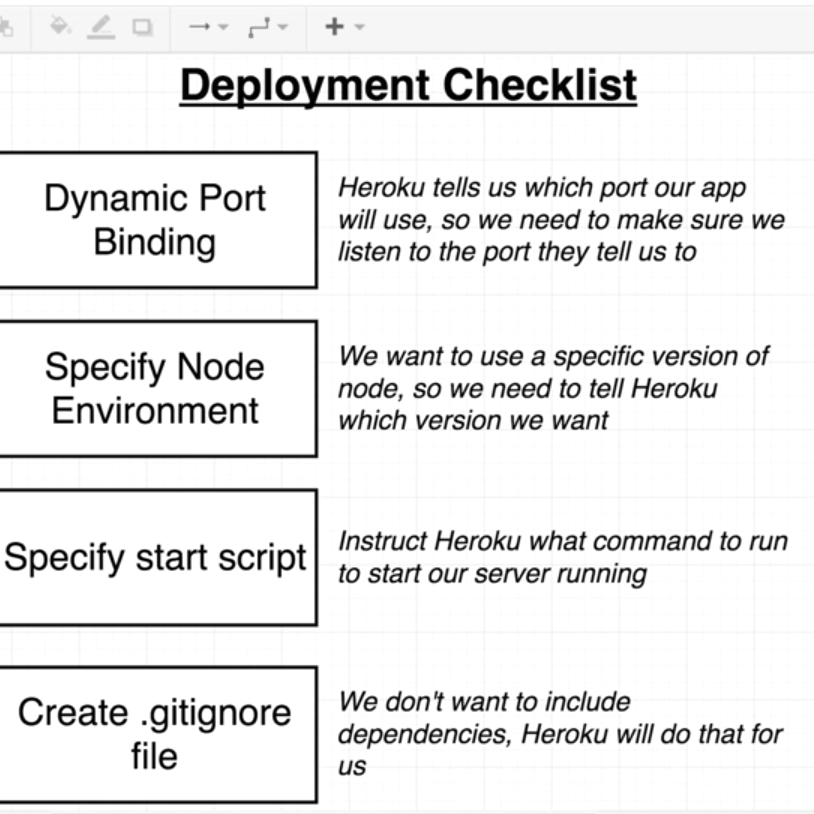 Deployment Checklist
Dynamic Port
Binding
Heroku tells us which port our app
will use, so we need to make sure we
listen to the port they tell us to
Specify Node
Environment
We want to use a specific version of
node, so we need to tell Heroku
which version we want
Specify start script
Instruct Heroku what command to run
to start our server running
Create .gitignore
file
We don't want to include
dependencies, Heroku will do that for
us